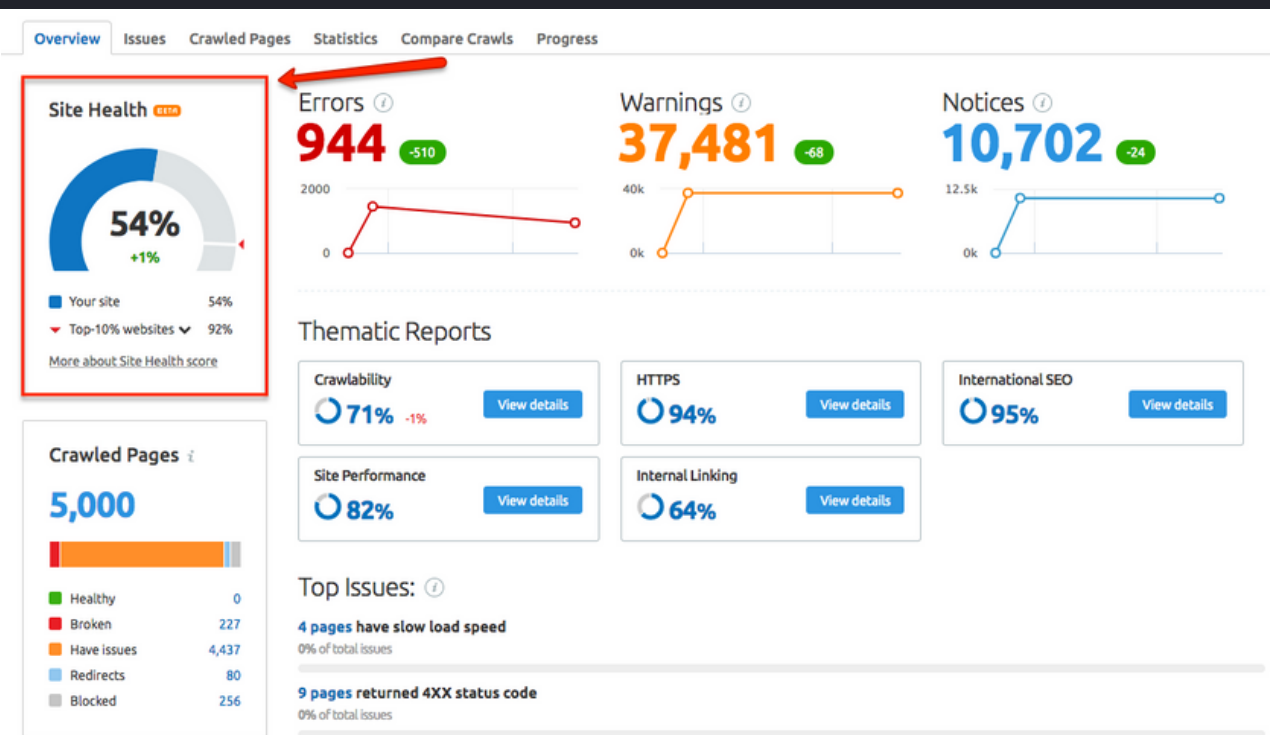 Overview Issues Crawled Pages Statistics Compare Crawls Progress
Site Health BETA
54%
+1%
Your site 54%
Top-10% websites 92%
More about Site Health score
Errors i
944 -510
2000
0
Warnings i
37,481 -68
40k
0k
Notices i
10,702 -24
12.5k
0k
Thematic Reports
Crawlability
71% -1% View details
HTTPS
94% View details
International SEO
95% View details
Site Performance
82% View details
Internal Linking
64% View details
Crawled Pages i
5,000
Healthy 0
Broken 227
Have issues 4,437
Redirects 80
Blocked 256
Top Issues: i
4 pages have slow load speed
0% of total issues
9 pages returned 4XX status code
0% of total issues